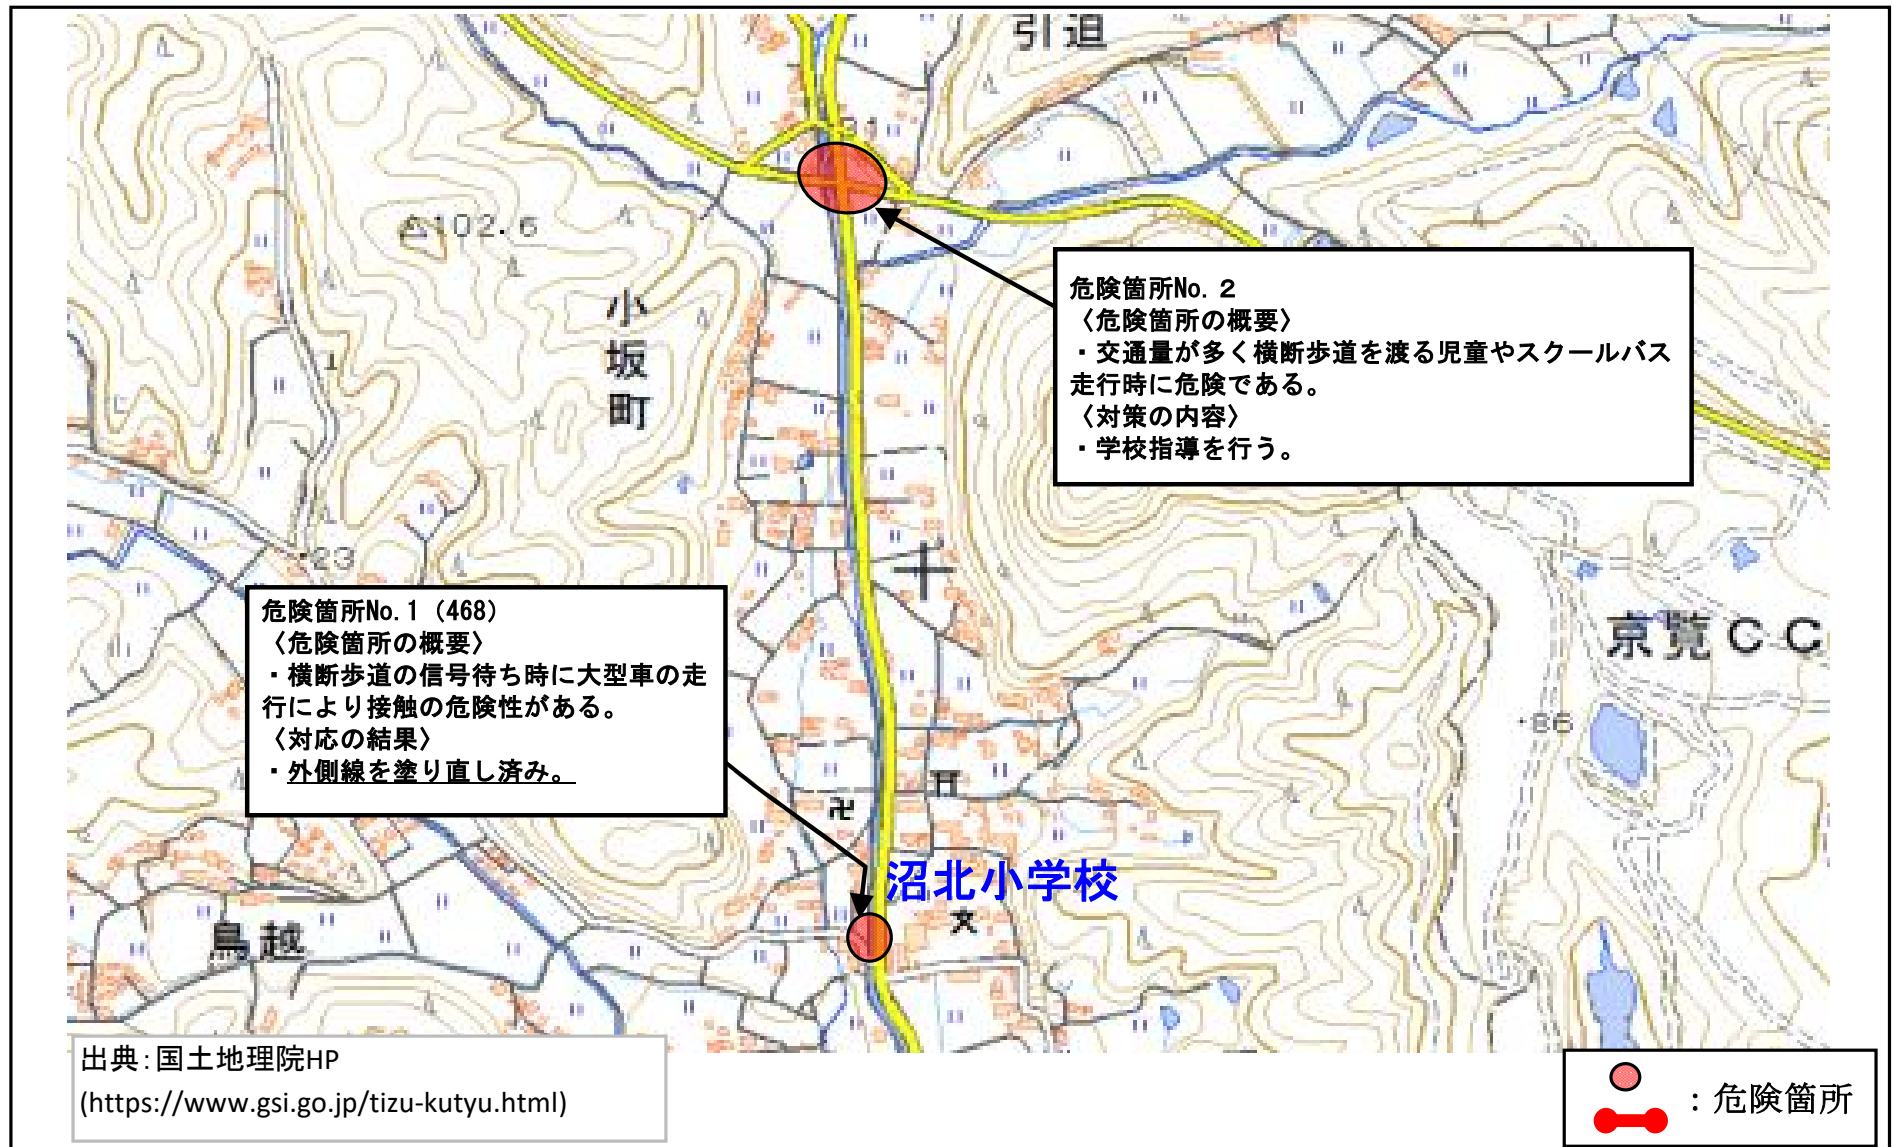 引迫
102.6
小坂町
危険箇所No.２
〈危険箇所の概要〉
・交通量が多く横断歩道を渡る児童やスクールバス
走行時に危険である。
〈対策の内容〉
・学校指導を行う。
23
危険箇所No.1（468）
〈危険箇所の概要〉
・横断歩道の信号待ち時に大型車の走
行により接触の危険性がある。
〈対応の結果〉
・外側線を塗り直し済み。
京覧ＣＣ
・86
沼北小学校
文
鳥越
出典：国土地理院HP
(https://www.gsi.go.jp/tizu-kutyu.html)
：危険箇所